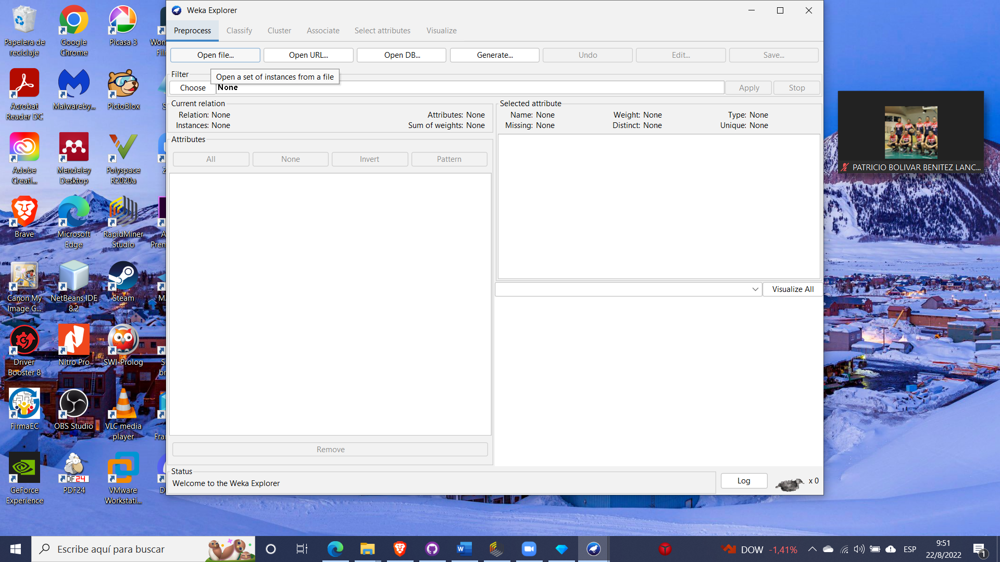 Papelera de
reciclaje
Google
Chrome
Picasa 3
Acrobat
Reader DC
Malwareby...
PictoBlox
Adobe
Creati...
Mendeley
Desktop
Polyspace
R2020a
Brave
Microsoft
Edge
RapidMiner
Studio
Canon My
Image G...
NetBeans IDE
8.2
Steam
Driver
Booster 8
Nitro Pro
SWI-Prolog
FirmaEC
OBS Studio
VLC media
player
GeForce
Experience
PDF24
VMware
Workstati...
Weka Explorer
Preprocess Classify Cluster Associate Select attributes Visualize
Open file... Open URL... Open DB... Generate... Undo Edit... Save...
Filter
Open a set of instances from a file
Choose None Apply Stop
Current relation
Relation: None Attributes: None
Instances: None Sum of weights: None
Selected attribute
Name: None Weight: None Type: None
Missing: None Distinct: None Unique: None
Attributes
All None Invert Pattern
Visualize All
Remove
Status
Welcome to the Weka Explorer
Log x 0
PATRICIO BOLIVAR BENITEZ LANC...
Escribe aquí para buscar
DOW -1,41%
ESP
9:51
22/8/2022
1